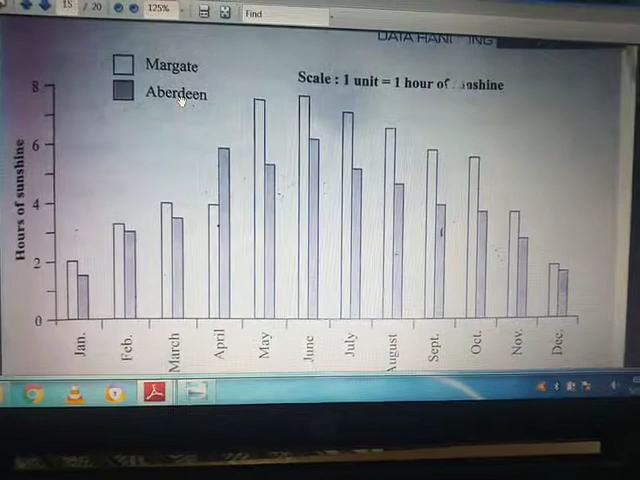 15 / 20
125%
Find
DATA HAN ING
Margate
Aberdeen
Scale : 1 unit = 1 hour of sunshine
Hours of sunshine
8
6
4
2
0
Jan.
Feb.
March
April
May
June
July
August
Sept.
Oct.
Nov.
Dec.